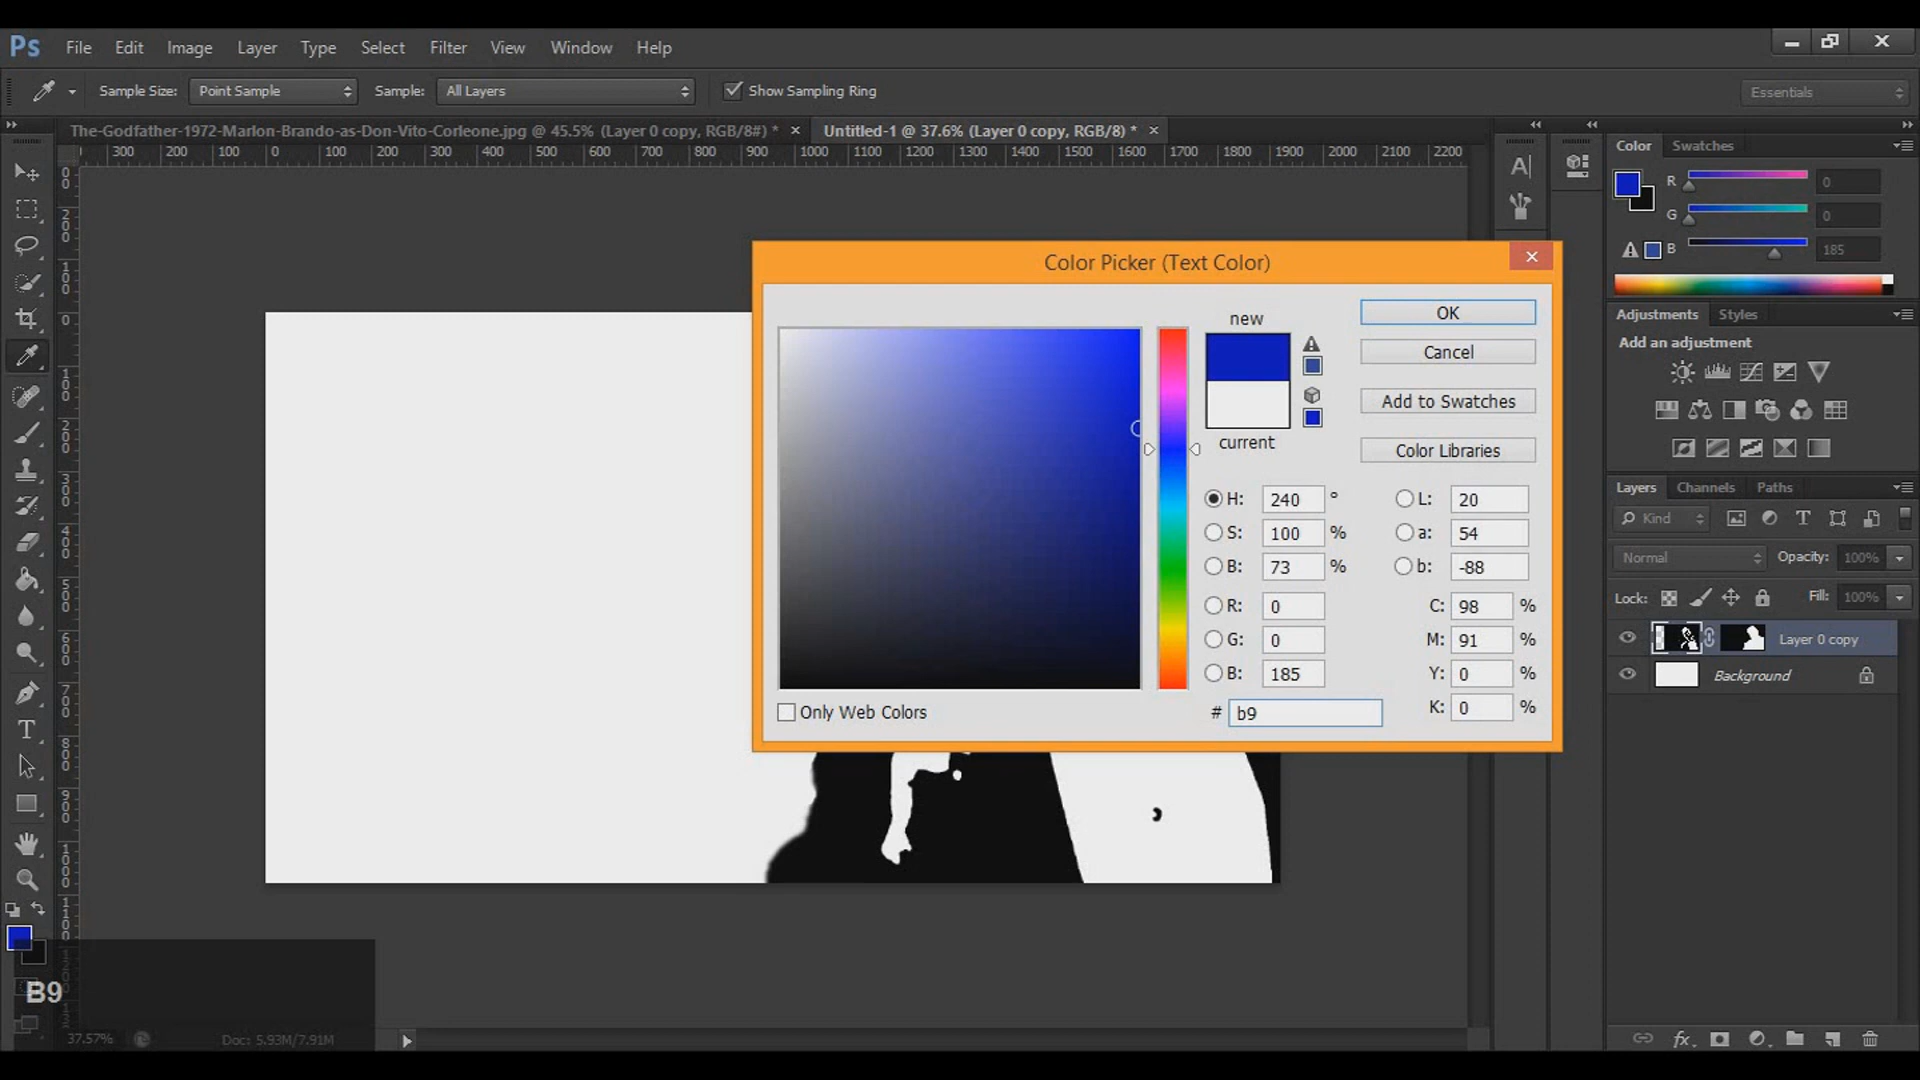 Ps File Edit Image Layer Type Select Filter View Window Help
Sample Size: Point Sample Sample: All Layers Show Sampling Ring Essentials
The-Godfather-1972-Marlon-Brando-as-Don-Vito-Corleone.jpg @ 45.5% (Layer 0 copy, RGB/8#) * Untitled-1 @ 37.6% (Layer 0 copy, RGB/8) *
300 200 100 0 100 200 300 400 500 600 700 800 900 1000 1100 1200 1300 1400 1500 1600 1700 1800 1900 2000 2100 2200
Color Swatches
R 0
G 0
B 185
Color Picker (Text Color)
new
current
OK
Cancel
Add to Swatches
Color Libraries
H: 240 ° L: 20
S: 100 % a: 54
B: 73 % b: -88
R: 0 C: 98 %
G: 0 M: 91 %
B: 185 Y: 0 %
# b9 K: 0 %
Only Web Colors
Adjustments Styles
Add an adjustment
Layers Channels Paths
Kind
Normal Opacity: 100%
Lock: Fill: 100%
Layer 0 copy
Background
B9
37.57% Doc: 5.93M/7.91M